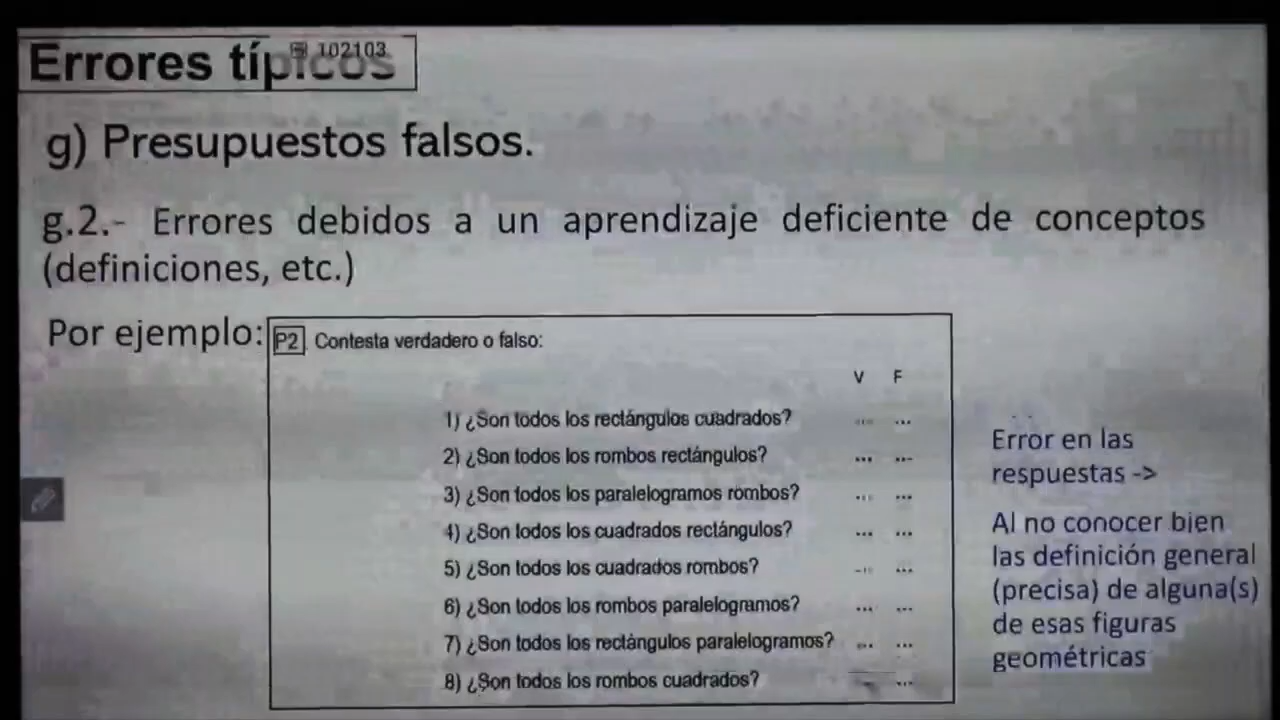 Errores típicos
102103
g) Presupuestos falsos.
g.2.- Errores debidos a un aprendizaje deficiente de conceptos
(definiciones, etc.)
Por ejemplo:
P2 Contesta verdadero o falso:
V F
1) ¿Son todos los rectángulos cuadrados? ... ...
2) ¿Son todos los rombos rectángulos? ... ...
3) ¿Son todos los paralelogramos rombos? ... ...
4) ¿Son todos los cuadrados rectángulos? ... ...
5) ¿Son todos los cuadrados rombos? ... ...
6) ¿Son todos los rombos paralelogramos? ... ...
7) ¿Son todos los rectángulos paralelogramos? ... ...
8) ¿Son todos los rombos cuadrados? ...
Error en las
respuestas ->
Al no conocer bien
las definición general
(precisa) de alguna(s)
de esas figuras
geométricas